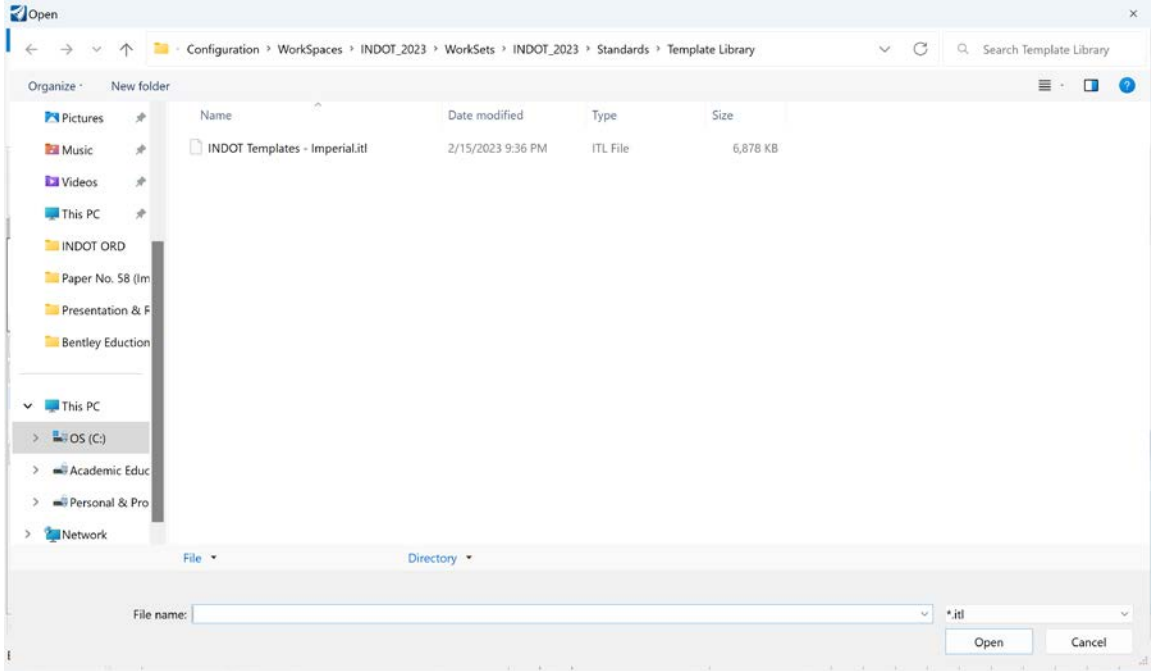 Open
Configuration > WorkSpaces > INDOT_2023 > WorkSets > INDOT_2023 > Standards > Template Library
Search Template Library
Organize
New folder
Name Date modified Type Size
INDOT Templates - Imperial.itl 2/15/2023 9:36 PM ITL File 6,878 KB
Pictures
Music
Videos
This PC
INDOT ORD
Paper No. 58 (Im
Presentation & F
Bentley Eduction
This PC
OS (C:)
Academic Educ
Personal & Pro
Network
File Directory
File name: *.itl
Open Cancel